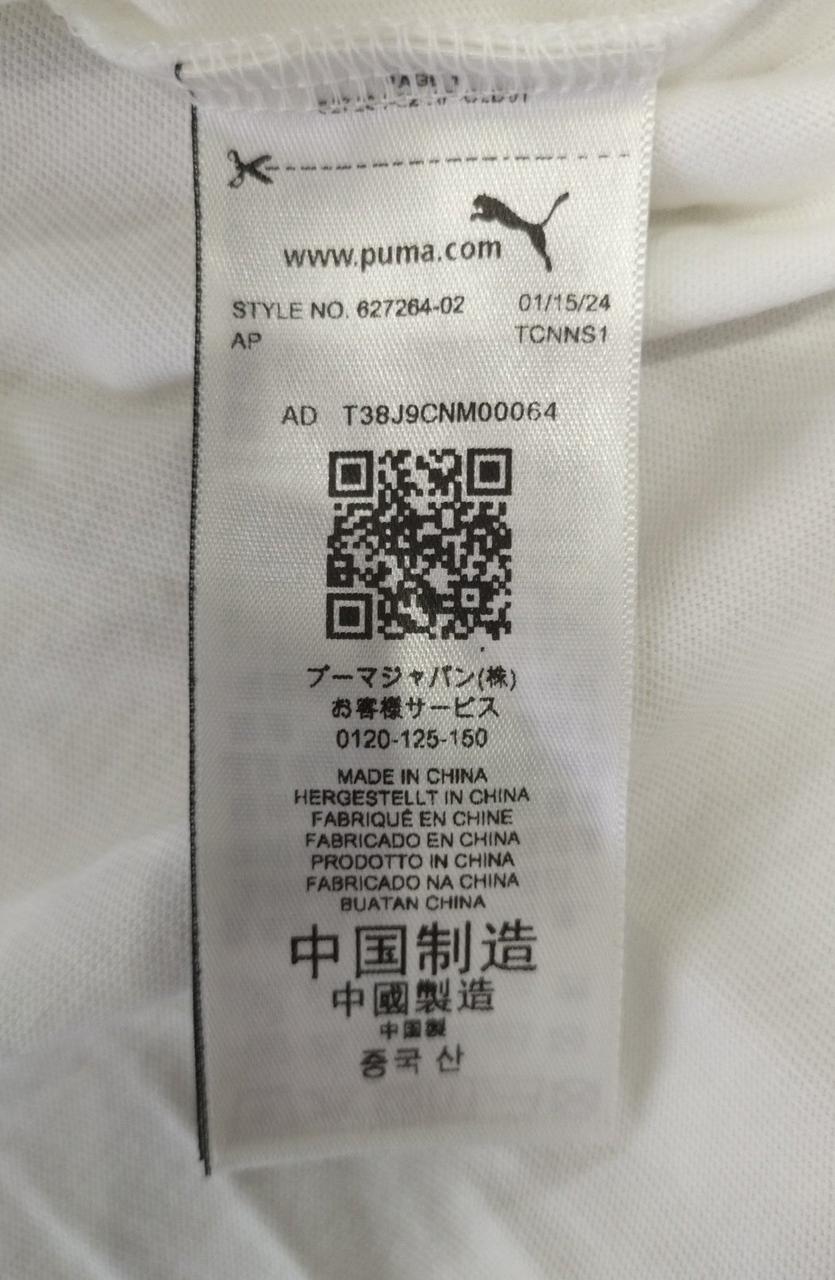 www.puma.com
STYLE NO. 627264-02 01/15/24
AP TCNNS1
AD T38J9CNM00064
プーマジャパン(株)
お客様サービス
0120-125-150
MADE IN CHINA
HERGESTELLT IN CHINA
FABRIQUÉ EN CHINE
FABRICADO EN CHINA
PRODOTTO IN CHINA
FABRICADO NA CHINA
BUATAN CHINA
中国制造
中國製造
中国製
중국 산